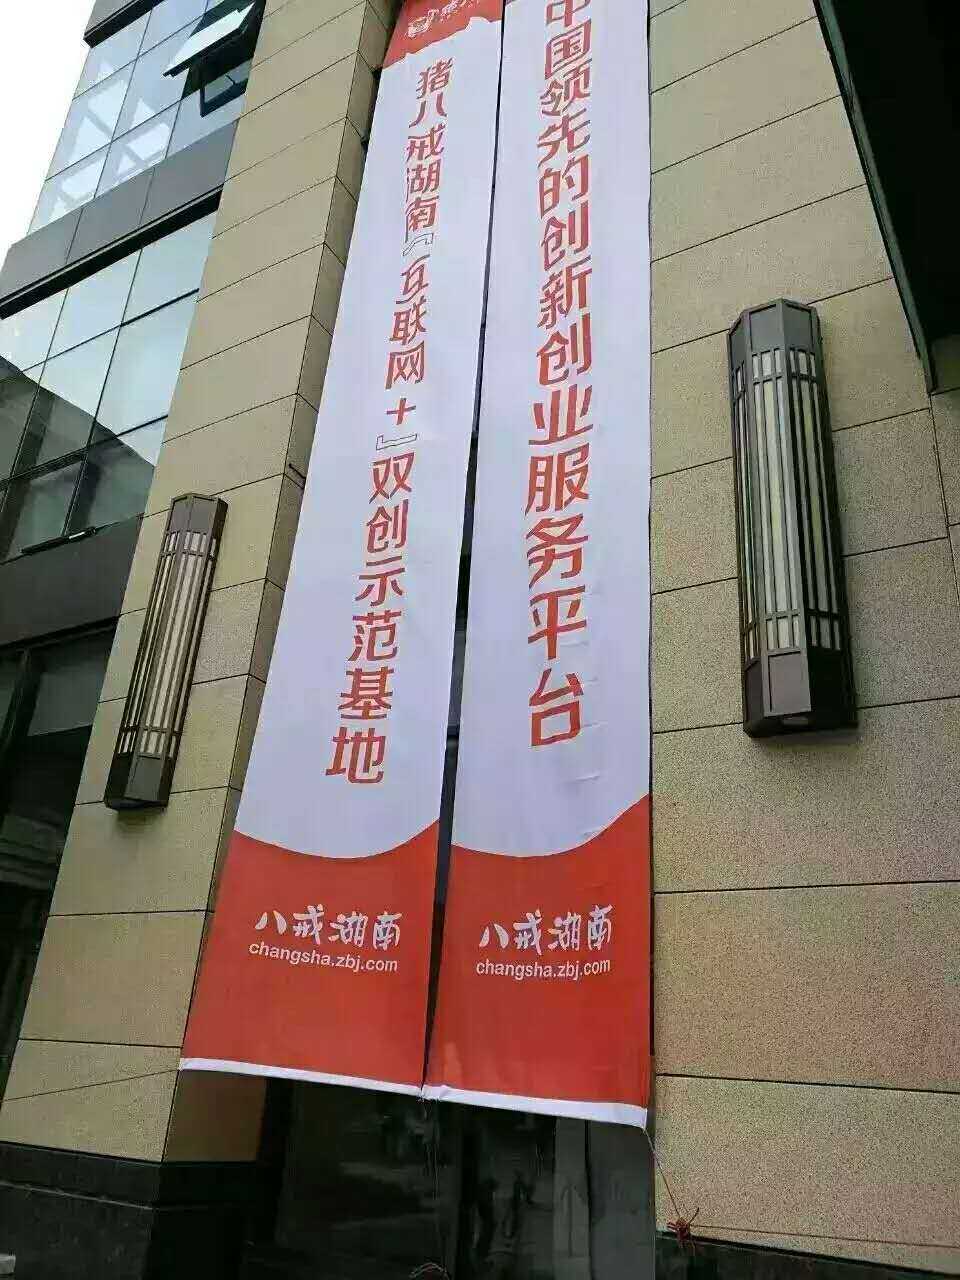 猪八戒湖南『互联网+』双创示范基地
八戒湖南
changsha.zbj.com
中国领先的创新创业服务平台
八戒湖南
changsha.zbj.com